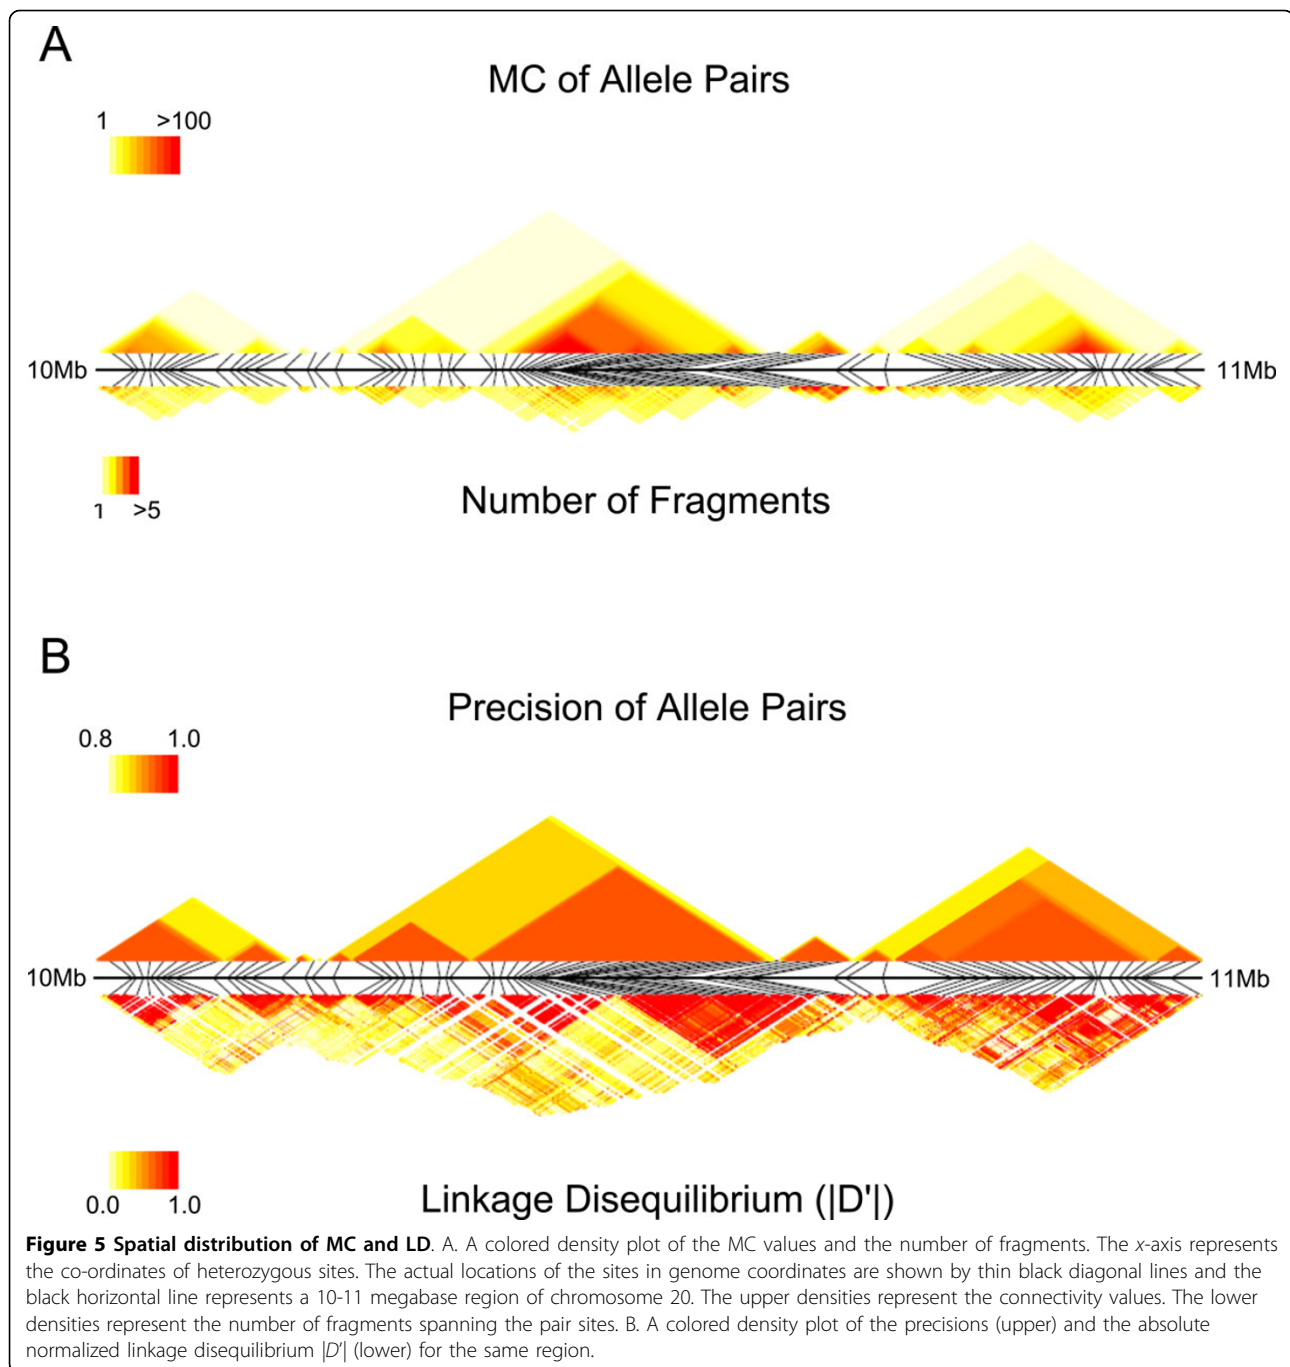 A
MC of Allele Pairs
1 >100
10Mb
11Mb
1 >5
Number of Fragments
B
Precision of Allele Pairs
0.8 1.0
10Mb
11Mb
0.0 1.0
Linkage Disequilibrium (|D'|)
Figure 5 Spatial distribution of MC and LD. A. A colored density plot of the MC values and the number of fragments. The x-axis represents
the co-ordinates of heterozygous sites. The actual locations of the sites in genome coordinates are shown by thin black diagonal lines and the
black horizontal line represents a 10-11 megabase region of chromosome 20. The upper densities represent the connectivity values. The lower
densities represent the number of fragments spanning the pair sites. B. A colored density plot of the precisions (upper) and the absolute
normalized linkage disequilibrium |D'| (lower) for the same region.